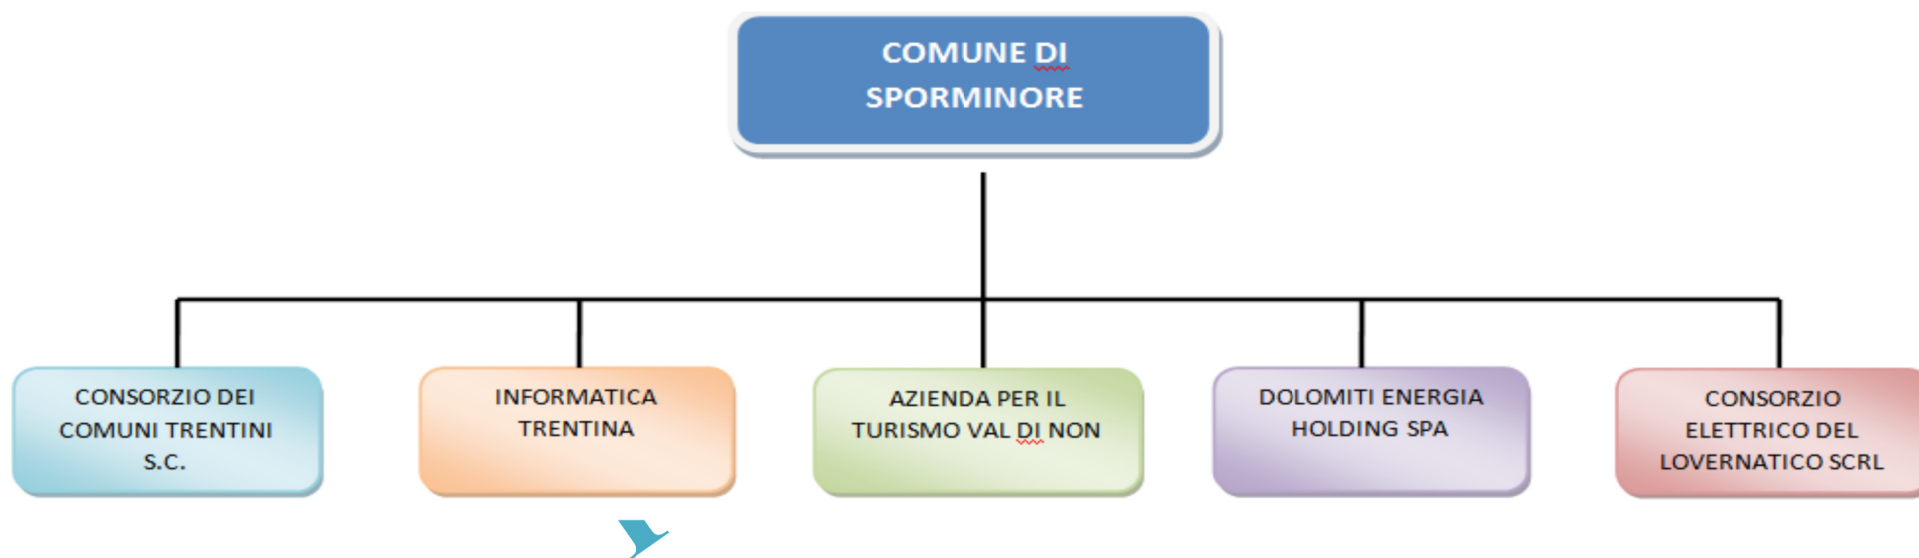 COMUNE DI
SPORMINORE
CONSORZIO DEI
COMUNI TRENTINI
S.C.
INFORMATICA
TRENTINA
AZIENDA PER IL
TURISMO VAL DI NON
DOLOMITI ENERGIA
HOLDING SPA
CONSORZIO
ELETTRICO DEL
LOVERNATICO SCRL